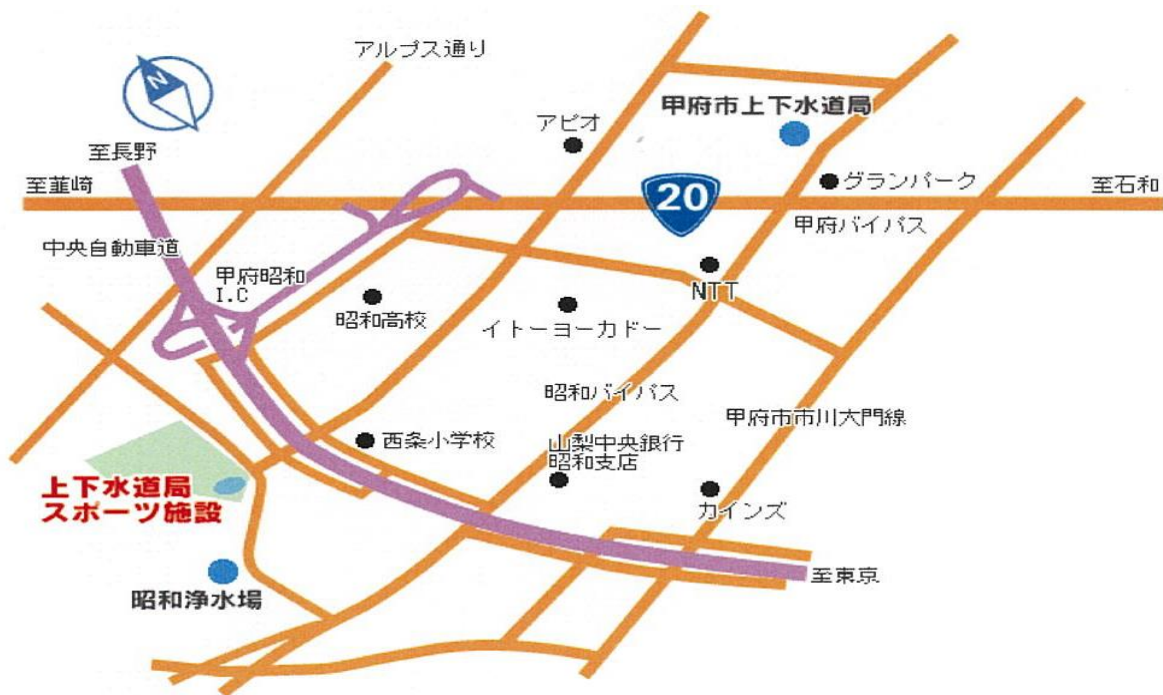 アルプス通り
N
甲府市上下水道局
アピオ
至長野
至韮崎
20
グランパーク
至石和
甲府バイパス
中央自動車道
甲府昭和
I.C
NTT
昭和高校
イトーヨーカドー
昭和バイパス
甲府市市川大門線
西条小学校
山梨中央銀行
昭和支店
上下水道局
スポーツ施設
カインズ
至東京
昭和浄水場